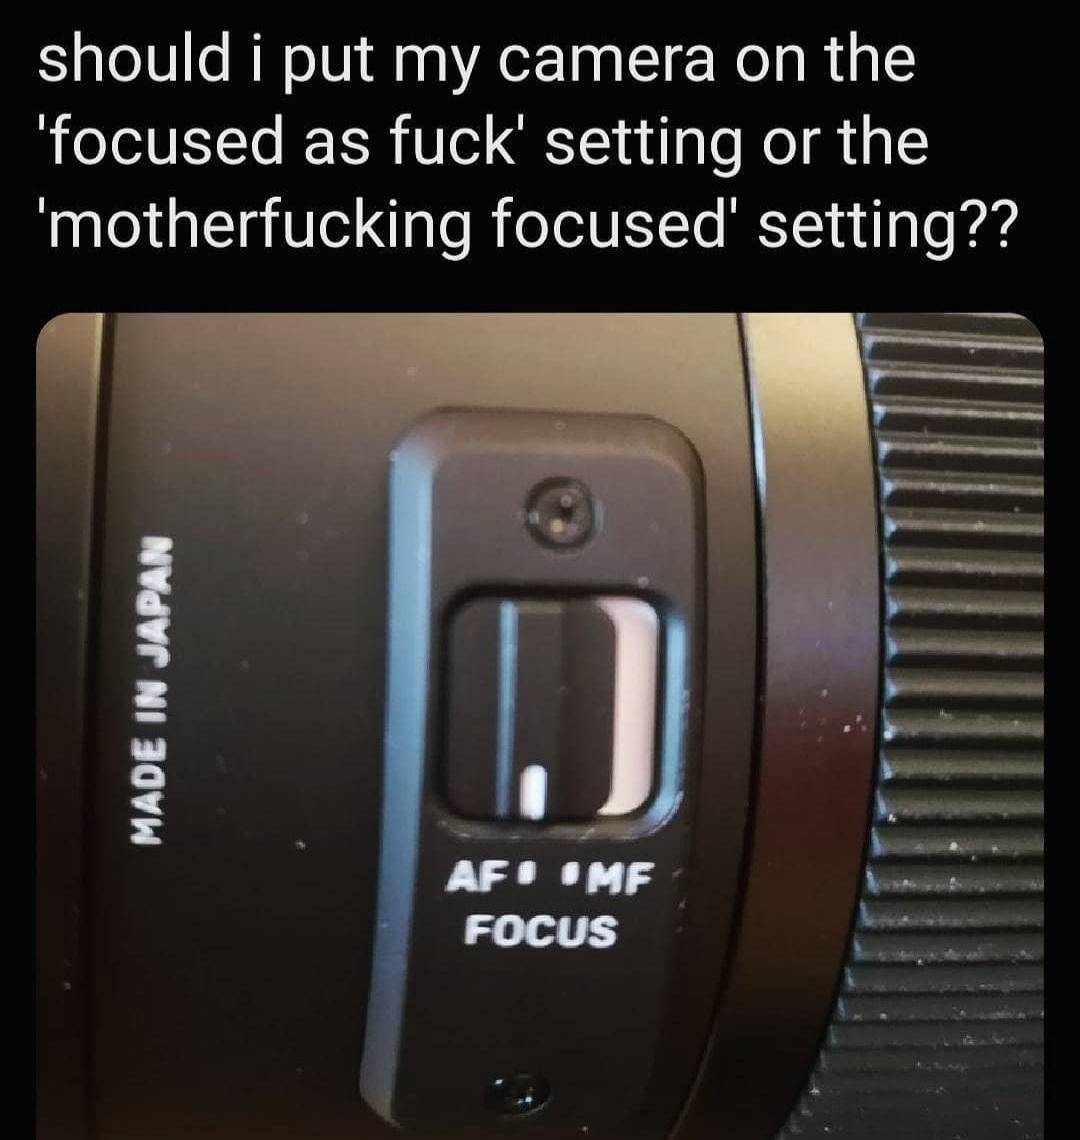 should i put my camera on the
'focused as fuck' setting or the
'motherfucking focused' setting??
MADE IN JAPAN
AF MF
FOCUS